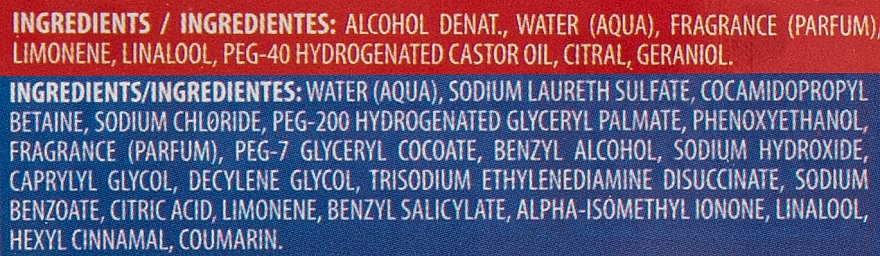 INGREDIENTS / INGREDIENTES: ALCOHOL DENAT., WATER (AQUA), FRAGRANCE (PARFUM),
LIMONENE, LINALOOL, PEG-40 HYDROGENATED CASTOR OIL, CITRAL, GERANIOL.
INGREDIENTS/INGREDIENTES: WATER (AQUA), SODIUM LAURETH SULFATE, COCAMIDOPROPYL
BETAINE, SODIUM CHLORIDE, PEG-200 HYDROGENATED GLYCERYL PALMATE, PHENOXYETHANOL,
FRAGRANCE (PARFUM), PEG-7 GLYCERYL COCOATE, BENZYL ALCOHOL, SODIUM HYDROXIDE,
CAPRYLYL GLYCOL, DECYLENE GLYCOL, TRISODIUM ETHYLENEDIAMINE DISUCCINATE, SODIUM
BENZOATE, CITRIC ACID, LIMONENE, BENZYL SALICYLATE, ALPHA-ISOMETHYL IONONE, LINALOOL,
HEXYL CINNAMAL, COUMARIN.